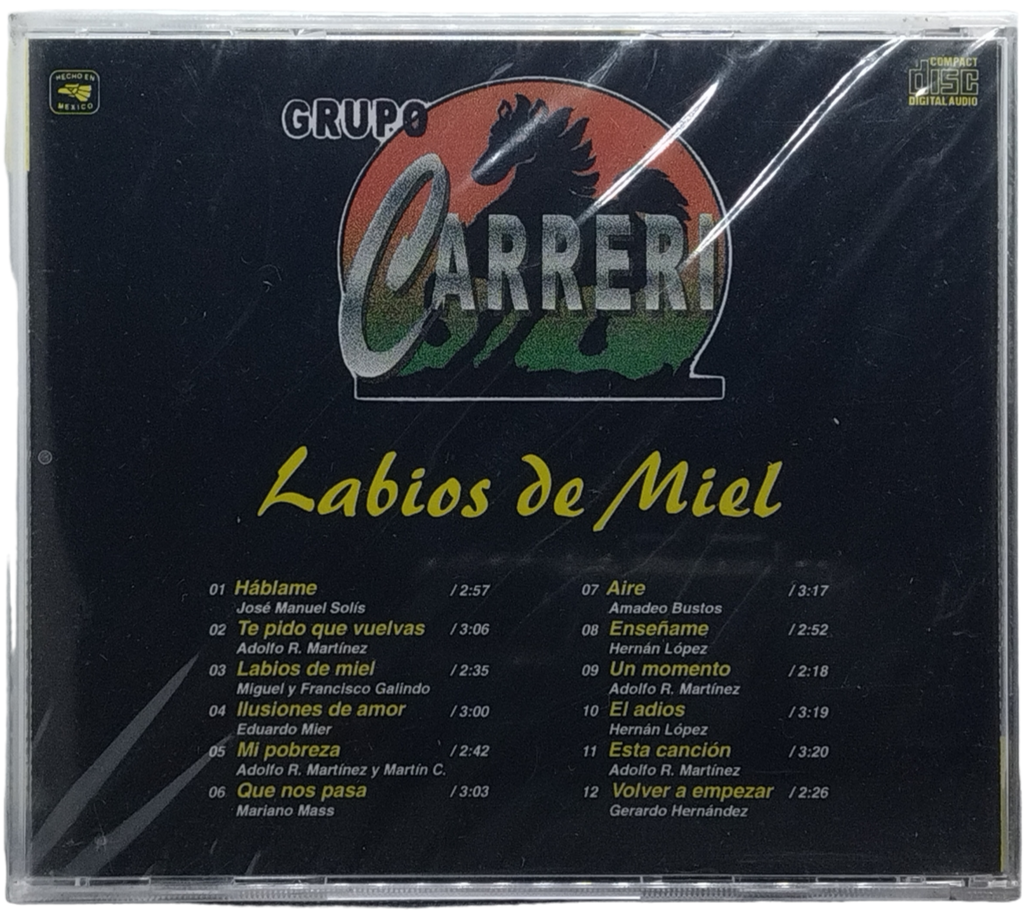 HECHO EN
MEXICO
COMPACT
disc
DIGITAL AUDIO
GRUPO
CARRERI
Labios de Miel
01 Háblame / 2:57
José Manuel Solís
02 Te pido que vuelvas / 3:06
Adolfo R. Martínez
03 Labios de miel / 2:35
Miguel y Francisco Galindo
04 Ilusiones de amor / 3:00
Eduardo Mier
05 Mi pobreza / 2:42
Adolfo R. Martínez y Martín C.
06 Que nos pasa / 3:03
Mariano Mass
07 Aire / 3:17
Amadeo Bustos
08 Enseñame / 2:52
Hernán López
09 Un momento / 2:18
Adolfo R. Martínez
10 El adios / 3:19
Hernán López
11 Esta canción / 3:20
Adolfo R. Martínez
12 Volver a empezar / 2:26
Gerardo Hernández